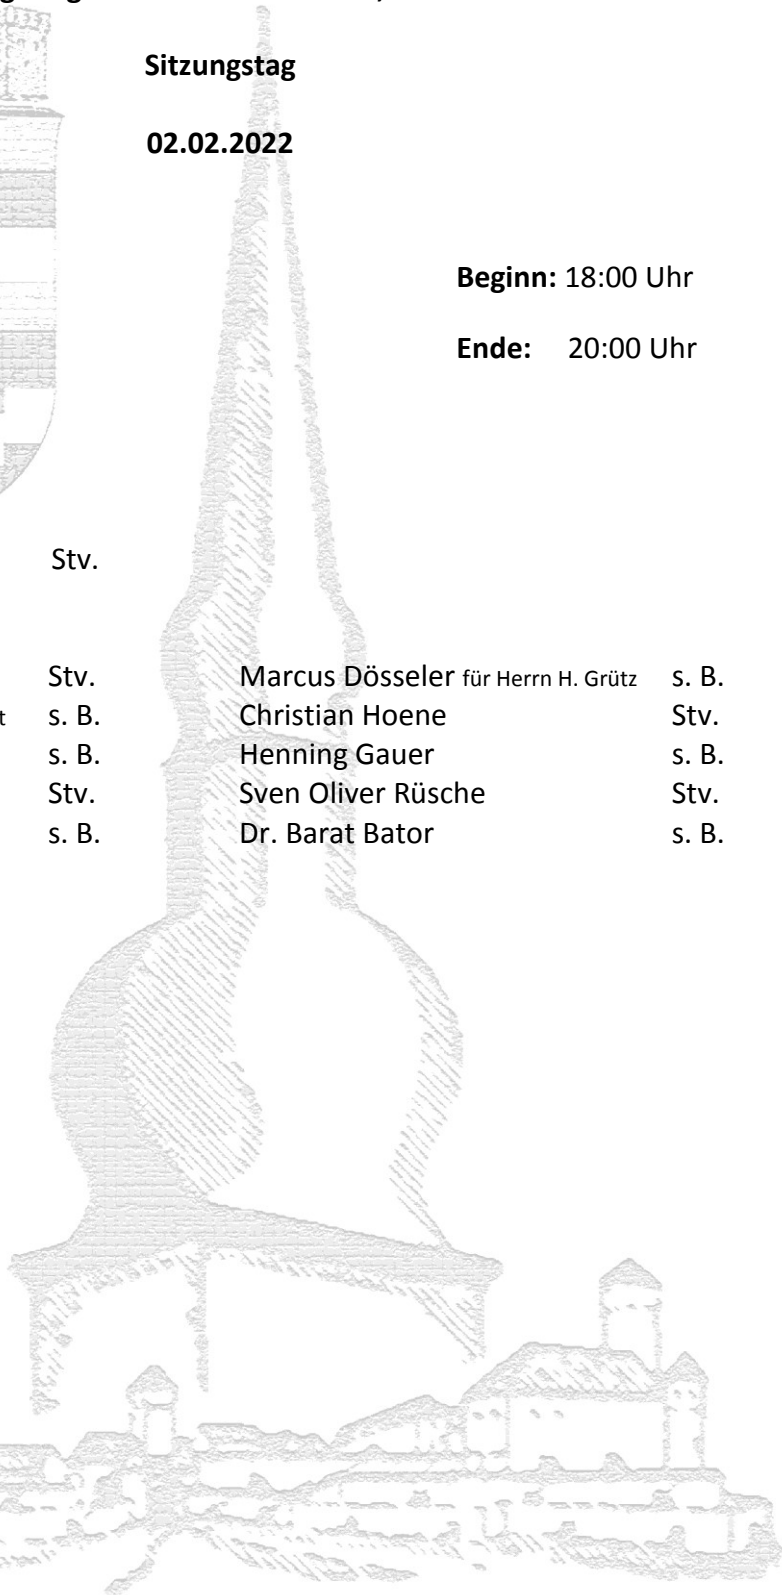 Sitzungstag
02.02.2022
Beginn: 18:00 Uhr
Ende: 20:00 Uhr
Stv.
Stv. Marcus Dösseler für Herrn H. Grütz s. B.
t s. B. Christian Hoene Stv.
s. B. Henning Gauer s. B.
Stv. Sven Oliver Rüsche Stv.
s. B. Dr. Barat Bator s. B.